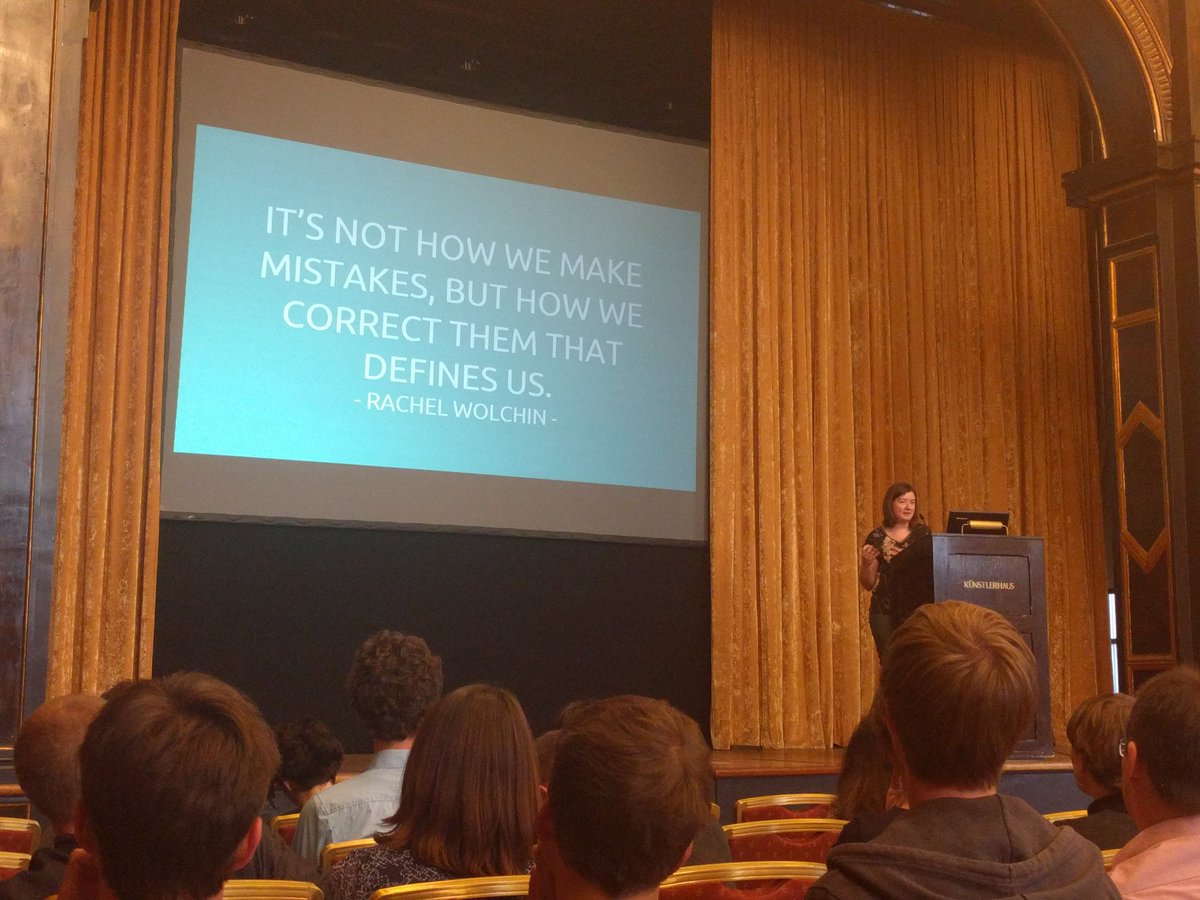 IT'S NOT HOW WE MAKE
MISTAKES, BUT HOW WE
CORRECT THEM THAT
DEFINES US.
- RACHEL WOLCHIN -
KÜNSTLERHAUS